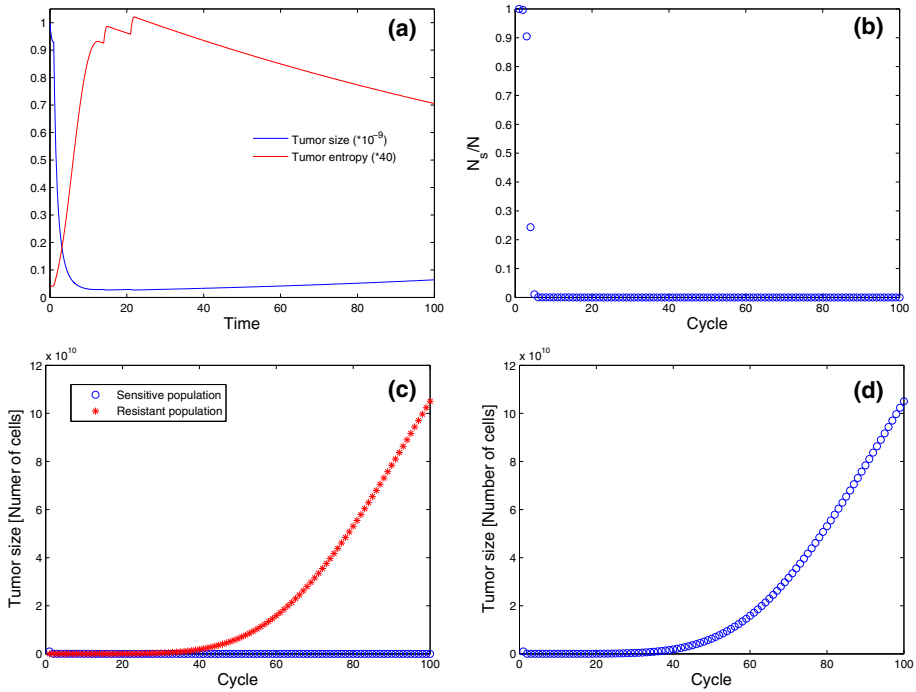 (a)
1
0.9
0.8
0.7
0.6
0.5
0.4
0.3
0.2
0.1
0
0 20 40 60 80 100
Time
Tumor size (*10⁻⁹)
Tumor entropy (*40)
(b)
1
0.9
0.8
0.7
0.6
0.5
0.4
0.3
0.2
0.1
0
0 20 40 60 80 100
Cycle
N_s/N
(c)
x 10¹⁰
12
10
8
6
4
2
0
0 20 40 60 80 100
Cycle
Tumor size [Numer of cells]
Sensitive population
Resistant population
(d)
x 10¹⁰
12
10
8
6
4
2
0
0 20 40 60 80 100
Cycle
Tumor size [Number of cells]